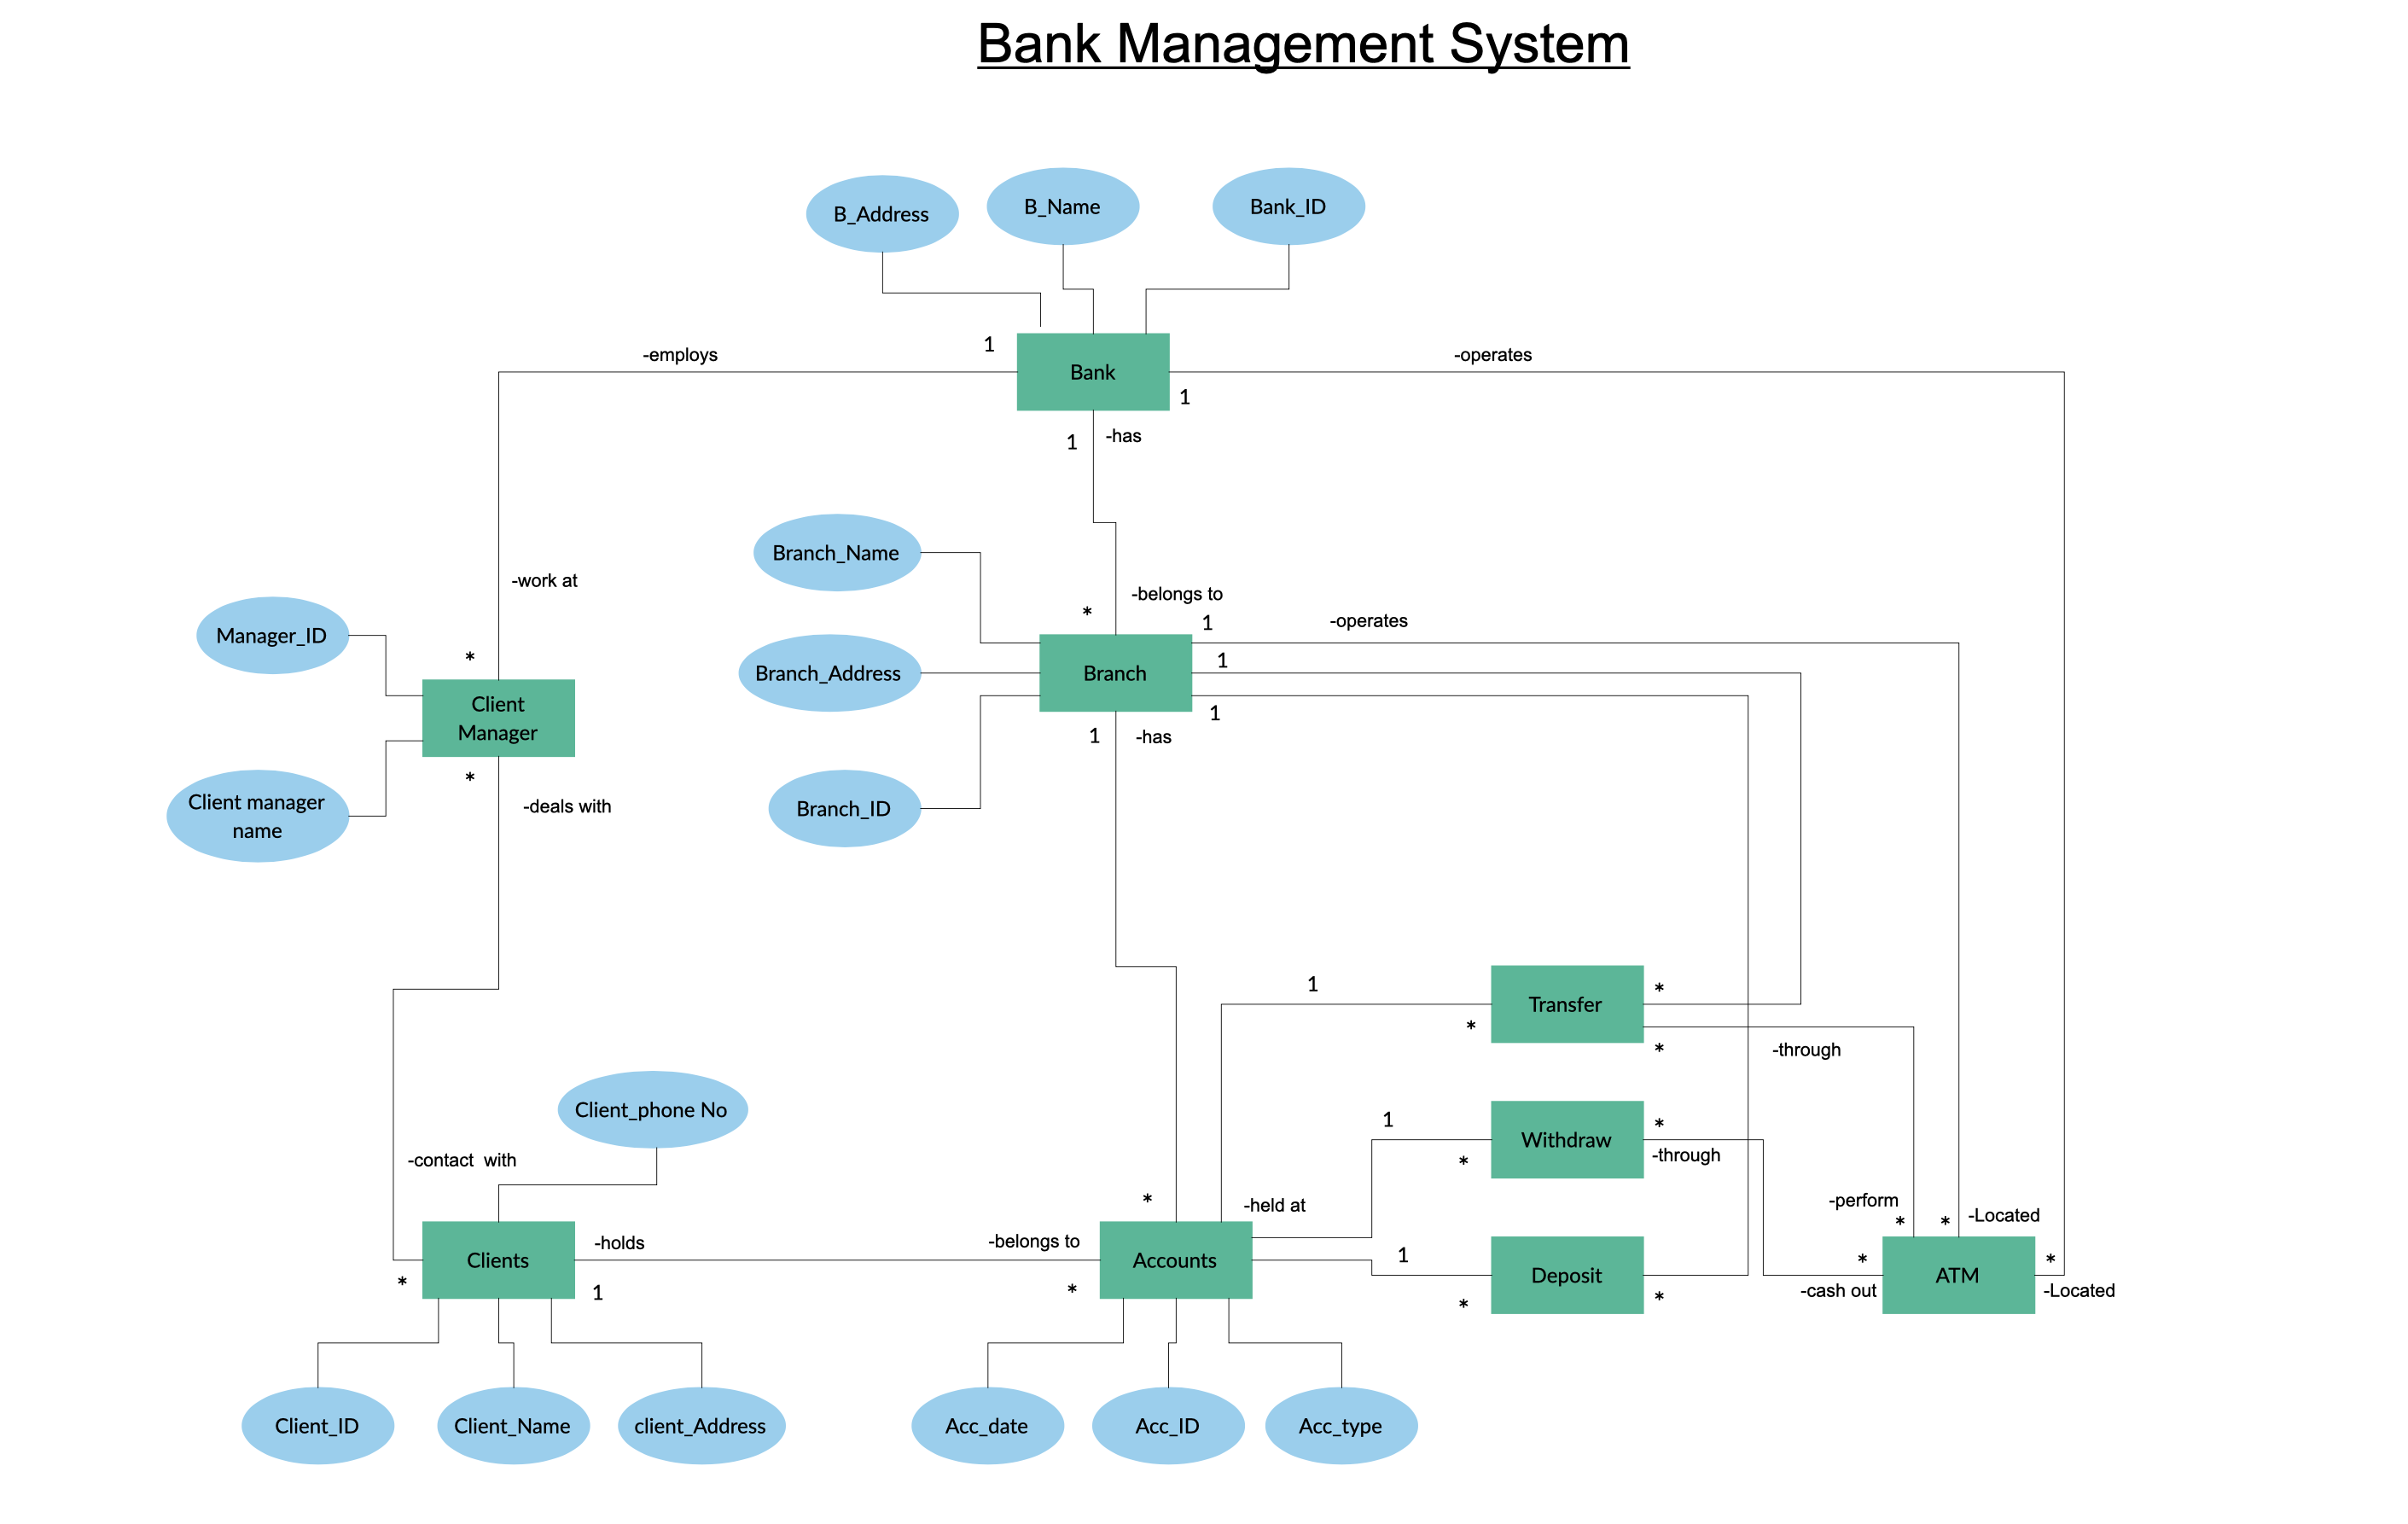 Bank Management System
B_Address
B_Name
Bank_ID
-employs
1
Bank
-operates
1
1
-has
Branch_Name
-work at
-belongs to
*
1
-operates
Manager_ID
*
Branch_Address
Branch
1
Client
Manager
1
1
-has
*
-deals with
Client manager
name
Branch_ID
1
Transfer
*
*
*
-through
Client_phone No
1
Withdraw
*
-through
*
-contact  with
*
-held at
-perform
*
*
-Located
Clients
-holds
-belongs to
Accounts
1
Deposit
*
ATM
*
*
1
*
*
*
-cash out
-Located
Client_ID
Client_Name
client_Address
Acc_date
Acc_ID
Acc_type